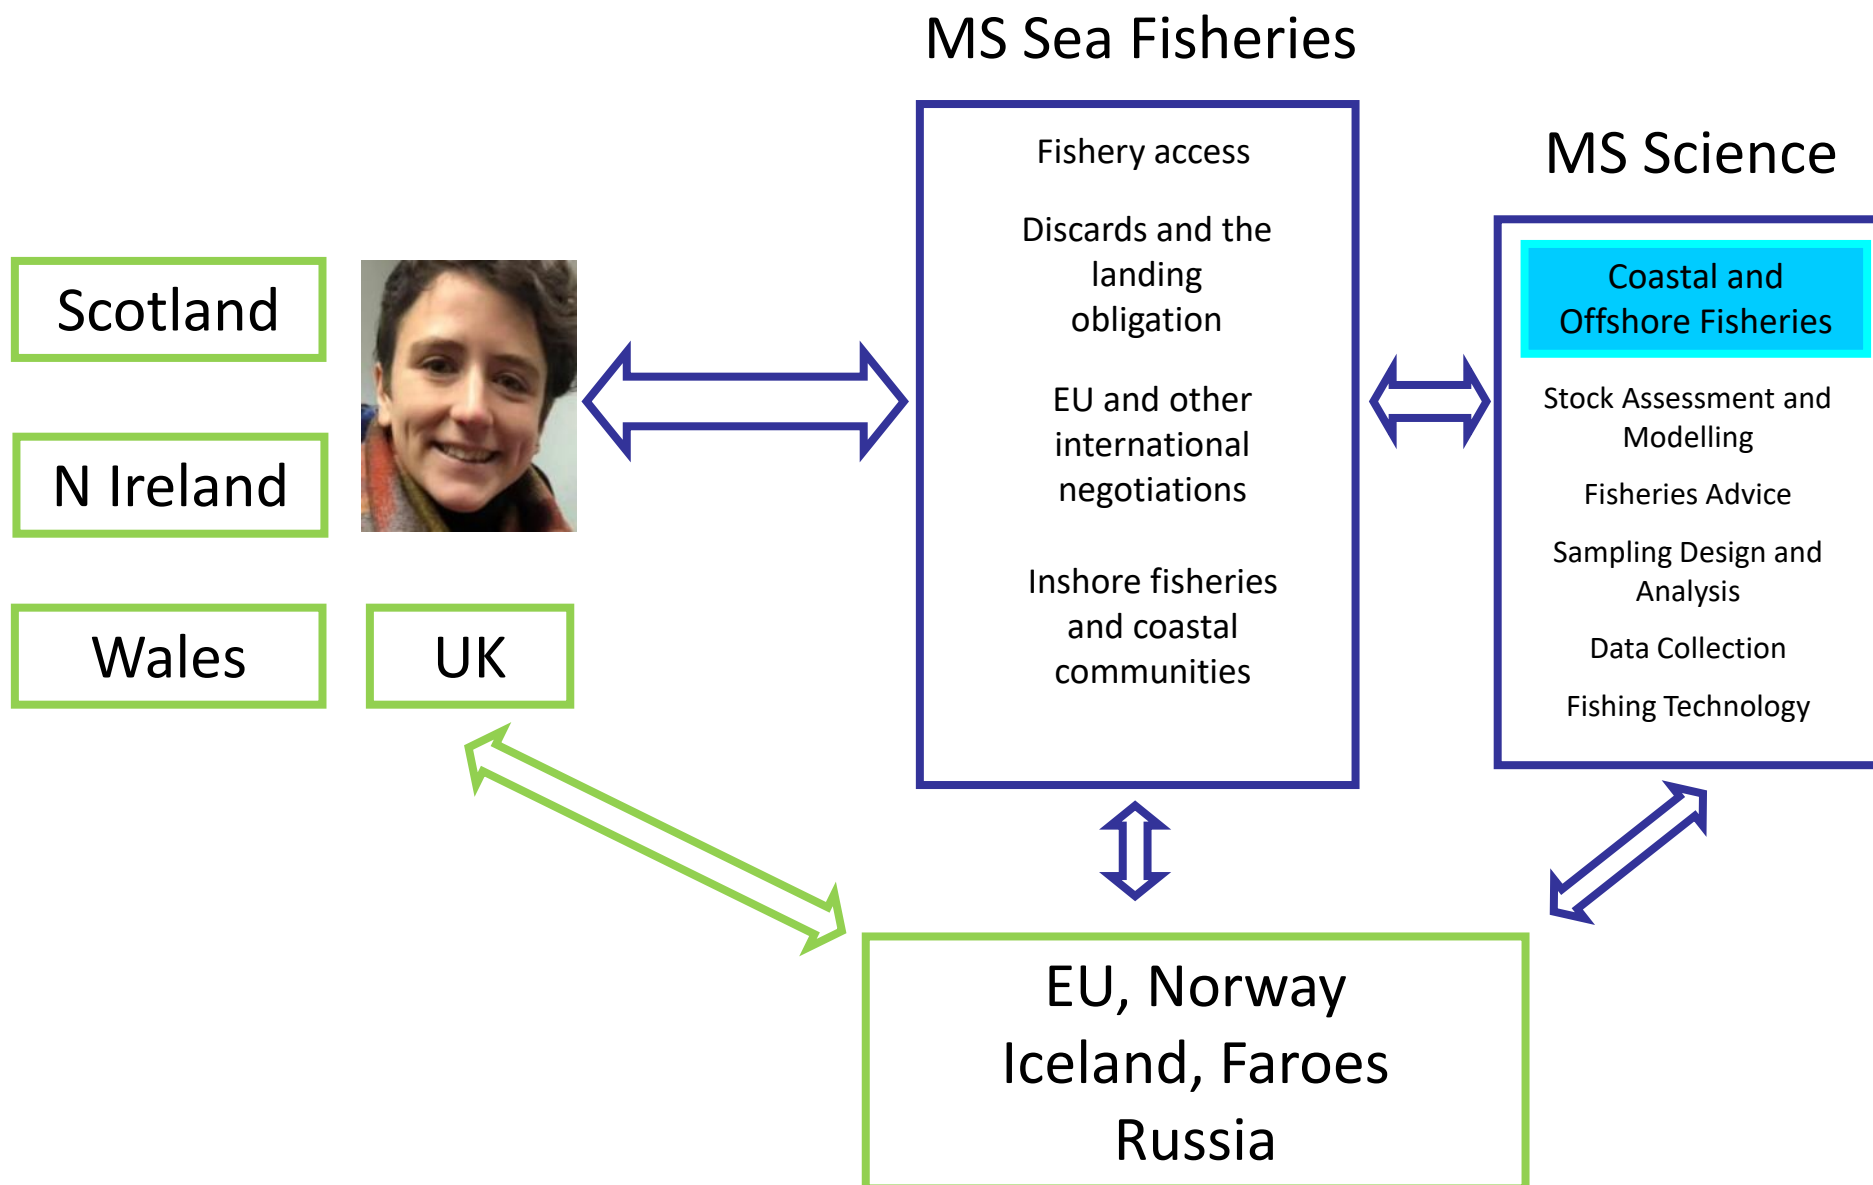 MS Sea Fisheries
Fishery access
Discards and the
landing
obligation
EU and other
international
negotiations
Inshore fisheries
and coastal
communities
MS Science
Coastal and
Offshore Fisheries
Stock Assessment and
Modelling
Fisheries Advice
Sampling Design and
Analysis
Data Collection
Fishing Technology
Scotland
N Ireland
Wales
UK
EU, Norway
Iceland, Faroes
Russia